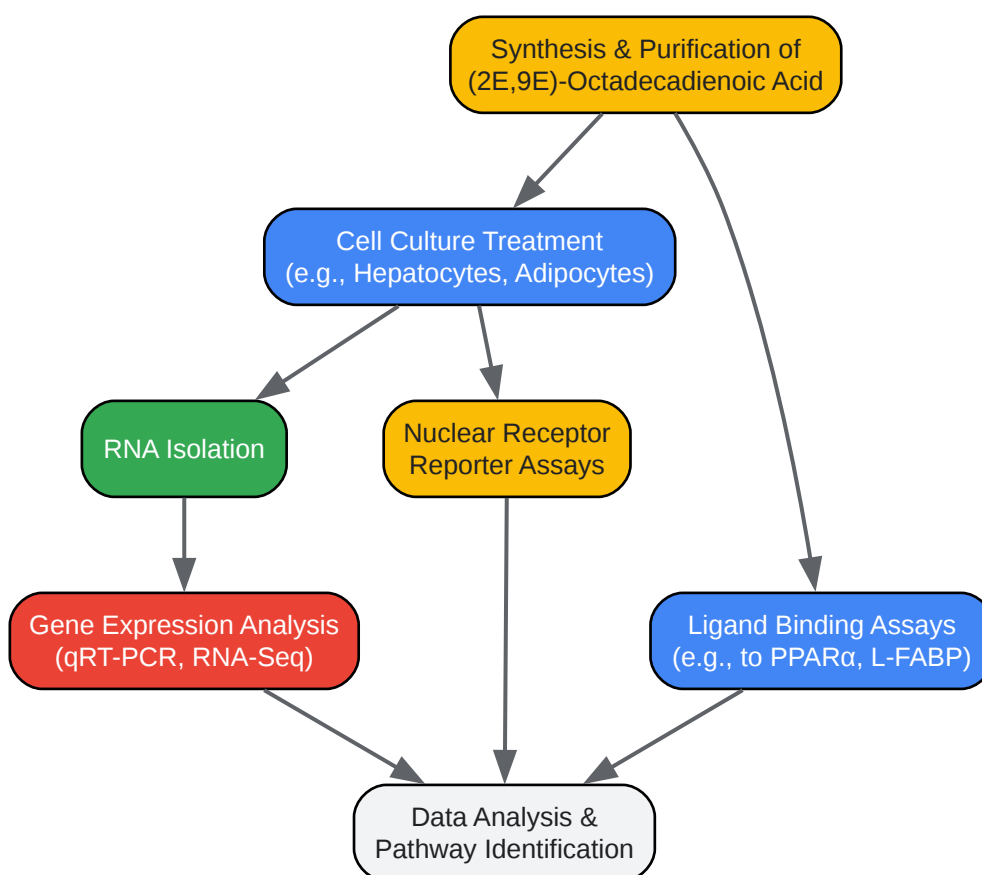 Synthesis & Purification of
(2E,9E)-Octadecadienoic Acid
Cell Culture Treatment
(e.g., Hepatocytes, Adipocytes)
RNA Isolation
Nuclear Receptor
Reporter Assays
Gene Expression Analysis
(qRT-PCR, RNA-Seq)
Ligand Binding Assays
(e.g., to PPARα, L-FABP)
Data Analysis &
Pathway Identification